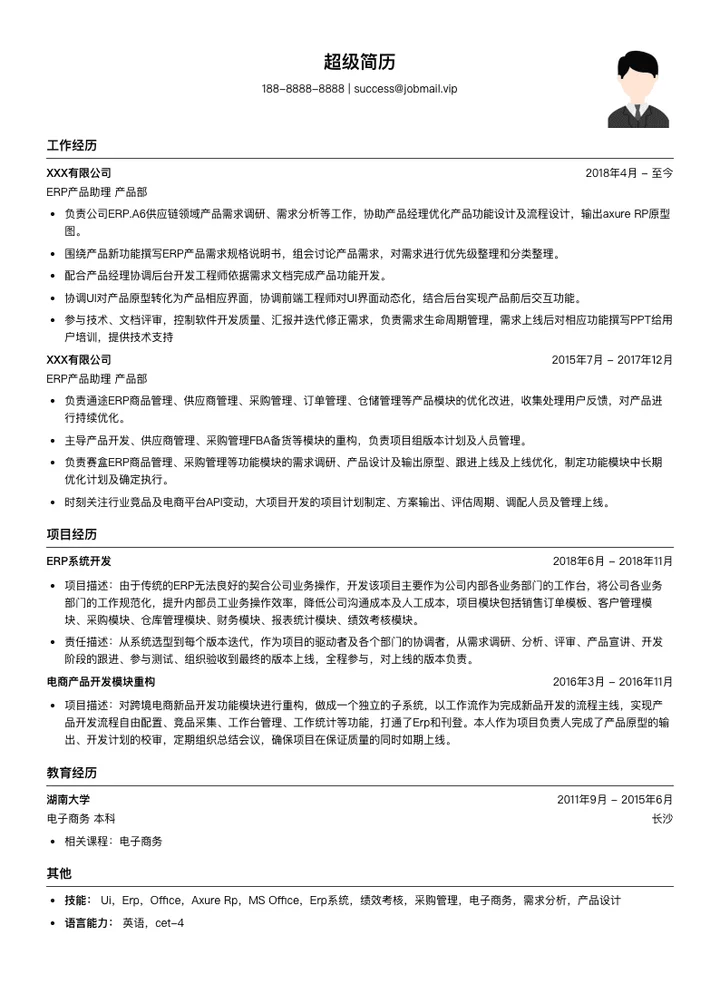 超级简历
188-8888-8888 | success@jobmail.vip
工作经历
XXX有限公司 2018年4月 - 至今
ERP产品助理 产品部
• 负责公司ERP.A6供应链领域产品需求调研、需求分析等工作，协助产品经理优化产品功能设计及流程设计，输出axure RP原型
图。
• 围绕产品新功能撰写ERP产品需求规格说明书，组会讨论产品需求，对需求进行优先级整理和分类整理。
• 配合产品经理协调后台开发工程师依据需求文档完成产品功能开发。
• 协调UI对产品原型转化为产品相应界面，协调前端工程师对UI界面动态化，结合后台实现产品前后交互功能。
• 参与技术、文档评审，控制软件开发质量、汇报并迭代修正需求，负责需求生命周期管理，需求上线后对相应功能撰写PPT给用
户培训，提供技术支持
XXX有限公司 2015年7月 - 2017年12月
ERP产品助理 产品部
• 负责通途ERP商品管理、供应商管理、采购管理、订单管理、仓储管理等产品模块的优化改进，收集处理用户反馈，对产品进
行持续优化。
• 主导产品开发、供应商管理、采购管理FBA备货等模块的重构，负责项目组版本计划及人员管理。
• 负责赛盒ERP商品管理、采购管理等功能模块的需求调研、产品设计及输出原型、跟进上线及上线优化，制定功能模块中长期
优化计划及确定执行。
• 时刻关注行业竞品及电商平台API变动，大项目开发的项目计划制定、方案输出、评估周期、调配人员及管理上线。
项目经历
ERP系统开发 2018年6月 - 2018年11月
• 项目描述：由于传统的ERP无法良好的契合公司业务操作，开发该项目主要作为公司内部各业务部门的工作台，将公司各业务
部门的工作规范化，提升内部员工业务操作效率，降低公司沟通成本及人工成本，项目模块包括销售订单模板、客户管理模
块、采购模块、仓库管理模块、财务模块、报表统计模块、绩效考核模块。
• 责任描述：从系统选型到每个版本迭代，作为项目的驱动者及各个部门的协调者，从需求调研、分析、评审、产品宣讲、开发
阶段的跟进、参与测试、组织验收到最终的版本上线，全程参与，对上线的版本负责。
电商产品开发模块重构 2016年3月 - 2016年11月
• 项目描述：对跨境电商新品开发功能模块进行重构，做成一个独立的子系统，以工作流作为完成新品开发的流程主线，实现产
品开发流程自由配置、竞品采集、工作台管理、工作统计等功能，打通了Erp和刊登。本人作为项目负责人完成了产品原型的输
出、开发计划的校审，定期组织总结会议，确保项目在保证质量的同时如期上线。
教育经历
湖南大学 2011年9月 - 2015年6月
电子商务 本科 长沙
• 相关课程：电子商务
其他
• 技能： Ui，Erp，Office，Axure Rp，MS Office，Erp系统，绩效考核，采购管理，电子商务，需求分析，产品设计
• 语言能力： 英语，cet-4